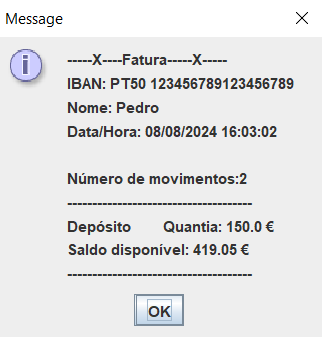 Message
-----X----Fatura-----X-----
IBAN: PT50 123456789123456789
Nome: Pedro
Data/Hora: 08/08/2024 16:03:02
Número de movimentos:2
-------------------------------------
Depósito Quantia: 150.0 €
Saldo disponível: 419.05 €
-------------------------------------
OK